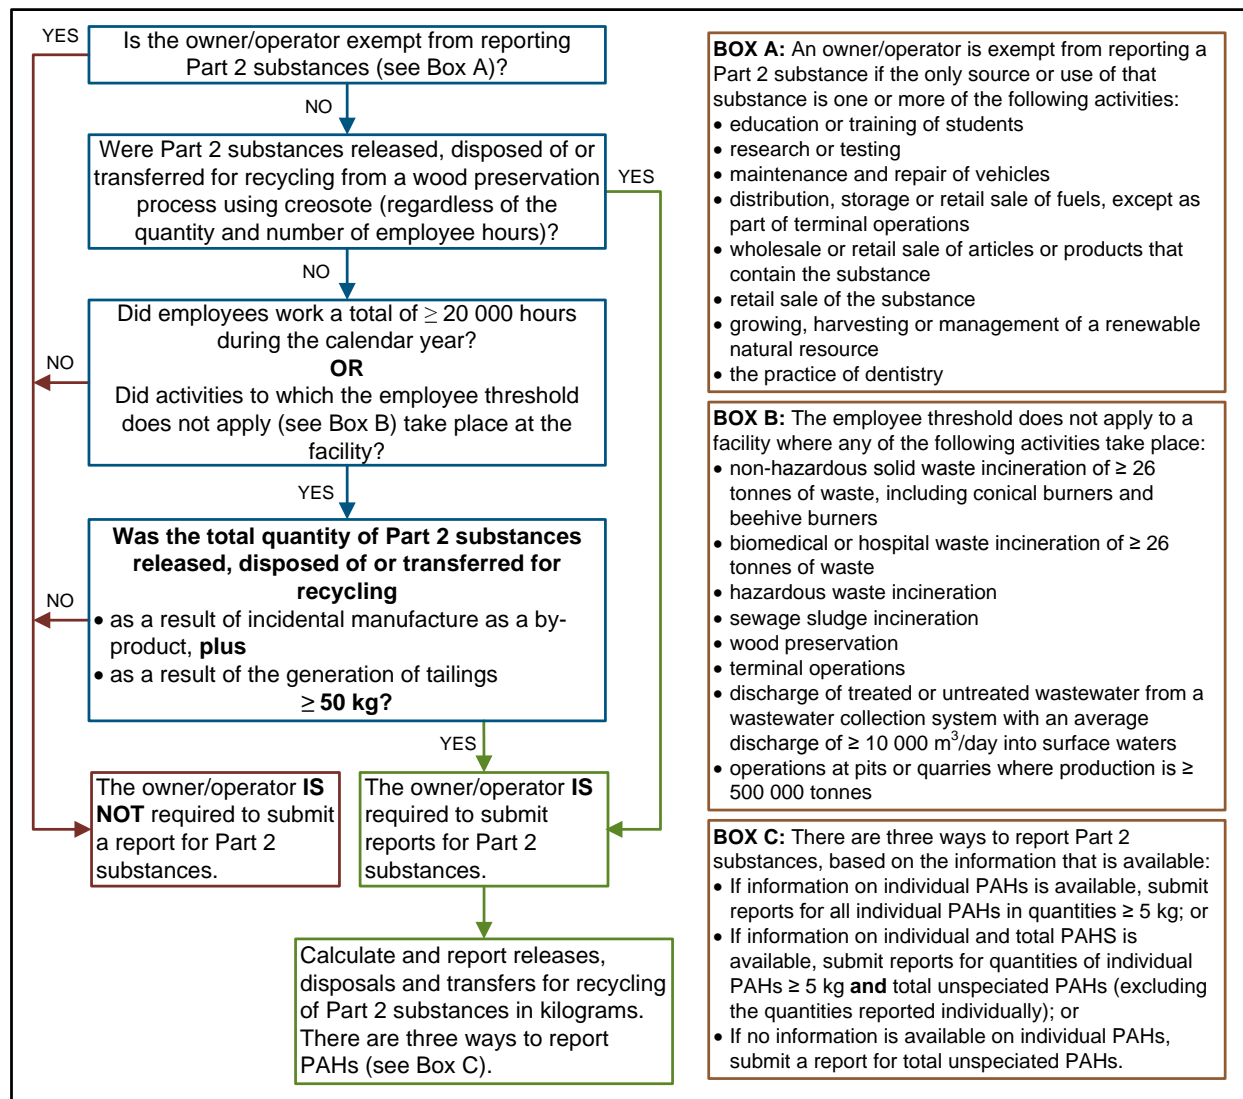 YES
Is the owner/operator exempt from reporting
Part 2 substances (see Box A)?
NO
Were Part 2 substances released, disposed of or
transferred for recycling from a wood preservation
process using creosote (regardless of the
quantity and number of employee hours)?
YES
NO
Did employees work a total of ≥ 20 000 hours
during the calendar year?
OR
Did activities to which the employee threshold
does not apply (see Box B) take place at the
facility?
NO
YES
Was the total quantity of Part 2 substances
released, disposed of or transferred for
recycling
• as a result of incidental manufacture as a by-
product, plus
• as a result of the generation of tailings
≥ 50 kg?
NO
YES
The owner/operator IS
NOT required to submit
a report for Part 2
substances.
The owner/operator IS
required to submit
reports for Part 2
substances.
Calculate and report releases,
disposals and transfers for recycling
of Part 2 substances in kilograms.
There are three ways to report
PAHs (see Box C).
BOX A: An owner/operator is exempt from reporting a
Part 2 substance if the only source or use of that
substance is one or more of the following activities:
• education or training of students
• research or testing
• maintenance and repair of vehicles
• distribution, storage or retail sale of fuels, except as
part of terminal operations
• wholesale or retail sale of articles or products that
contain the substance
• retail sale of the substance
• growing, harvesting or management of a renewable
natural resource
• the practice of dentistry
BOX B: The employee threshold does not apply to a
facility where any of the following activities take place:
• non-hazardous solid waste incineration of ≥ 26
tonnes of waste, including conical burners and
beehive burners
• biomedical or hospital waste incineration of ≥ 26
tonnes of waste
• hazardous waste incineration
• sewage sludge incineration
• wood preservation
• terminal operations
• discharge of treated or untreated wastewater from a
wastewater collection system with an average
discharge of ≥ 10 000 m³/day into surface waters
• operations at pits or quarries where production is ≥
500 000 tonnes
BOX C: There are three ways to report Part 2
substances, based on the information that is available:
• If information on individual PAHs is available, submit
reports for all individual PAHs in quantities ≥ 5 kg; or
• If information on individual and total PAHS is
available, submit reports for quantities of individual
PAHs ≥ 5 kg and total unspeciated PAHs (excluding
the quantities reported individually); or
• If no information is available on individual PAHs,
submit a report for total unspeciated PAHs.